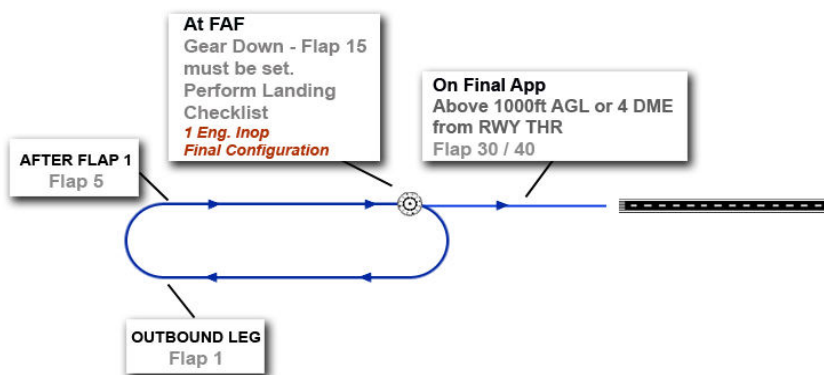 At FAF
Gear Down - Flap 15
must be set.
Perform Landing
Checklist
1 Eng. Inop
Final Configuration
On Final App
Above 1000ft AGL or 4 DME
from RWY THR
Flap 30 / 40
AFTER FLAP 1
Flap 5
OUTBOUND LEG
Flap 1